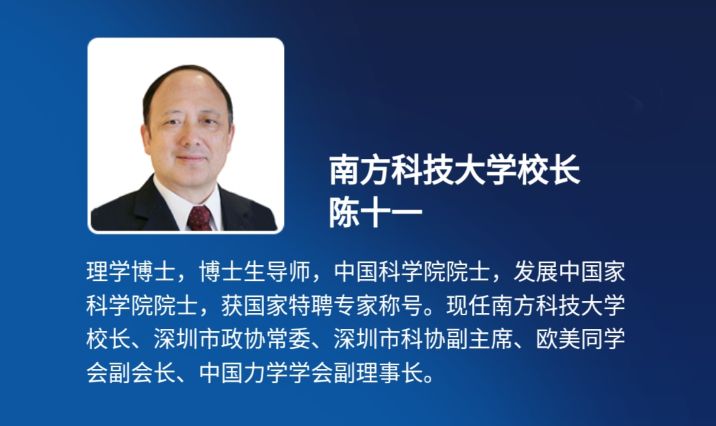 南方科技大学校长
陈十一
理学博士，博士生导师，中国科学院院士，发展中国家
科学院院士，获国家特聘专家称号。现任南方科技大学
校长、深圳市政协常委、深圳市科协副主席、欧美同学
会副会长、中国力学学会副理事长。